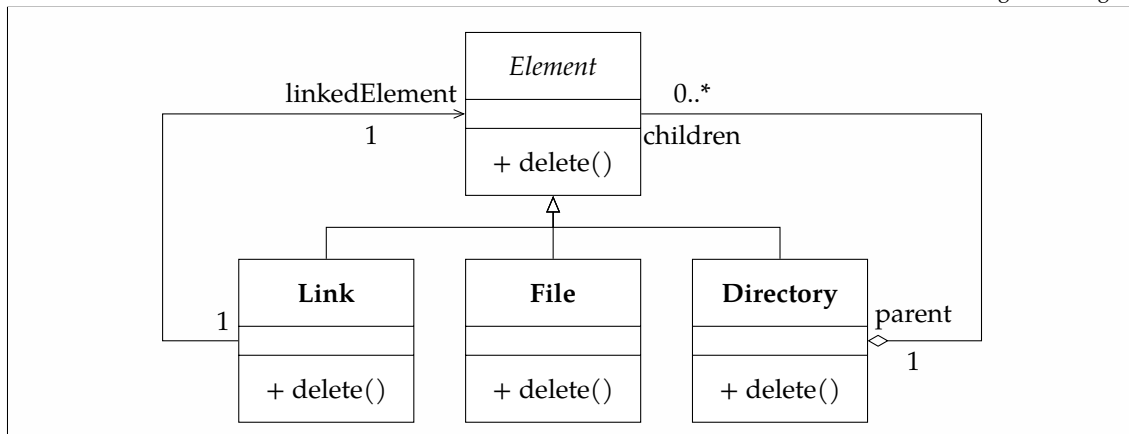 Element
linkedElement
0..*
1
children
+ delete()
Link
File
Directory
1
parent
1
+ delete()
+ delete()
+ delete()